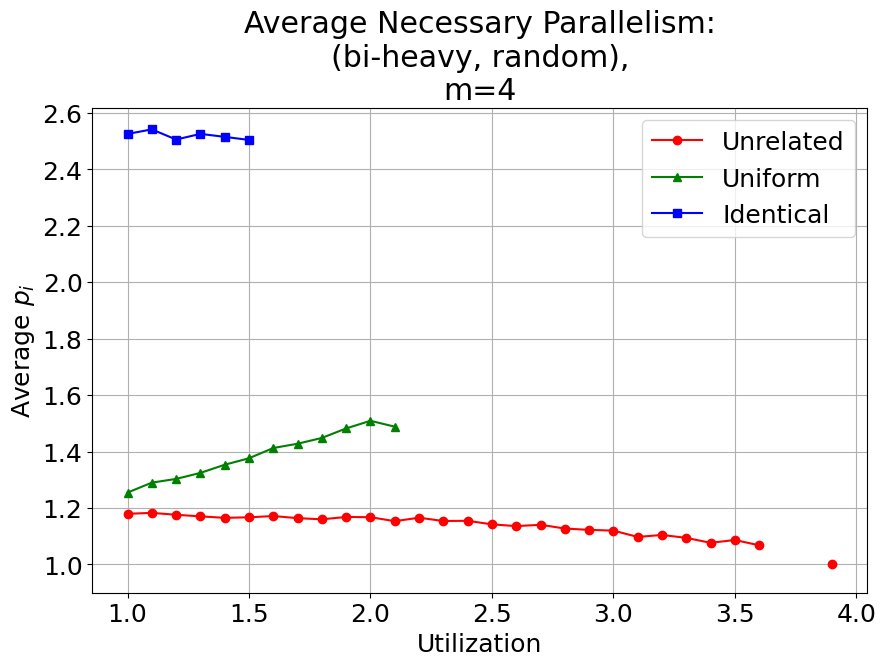 Average Necessary Parallelism:
(bi-heavy, random),
m=4
2.6
2.4
2.2
2.0
1.8
1.6
1.4
1.2
1.0
Average p_i
Unrelated
Uniform
Identical
1.0 1.5 2.0 2.5 3.0 3.5 4.0
Utilization